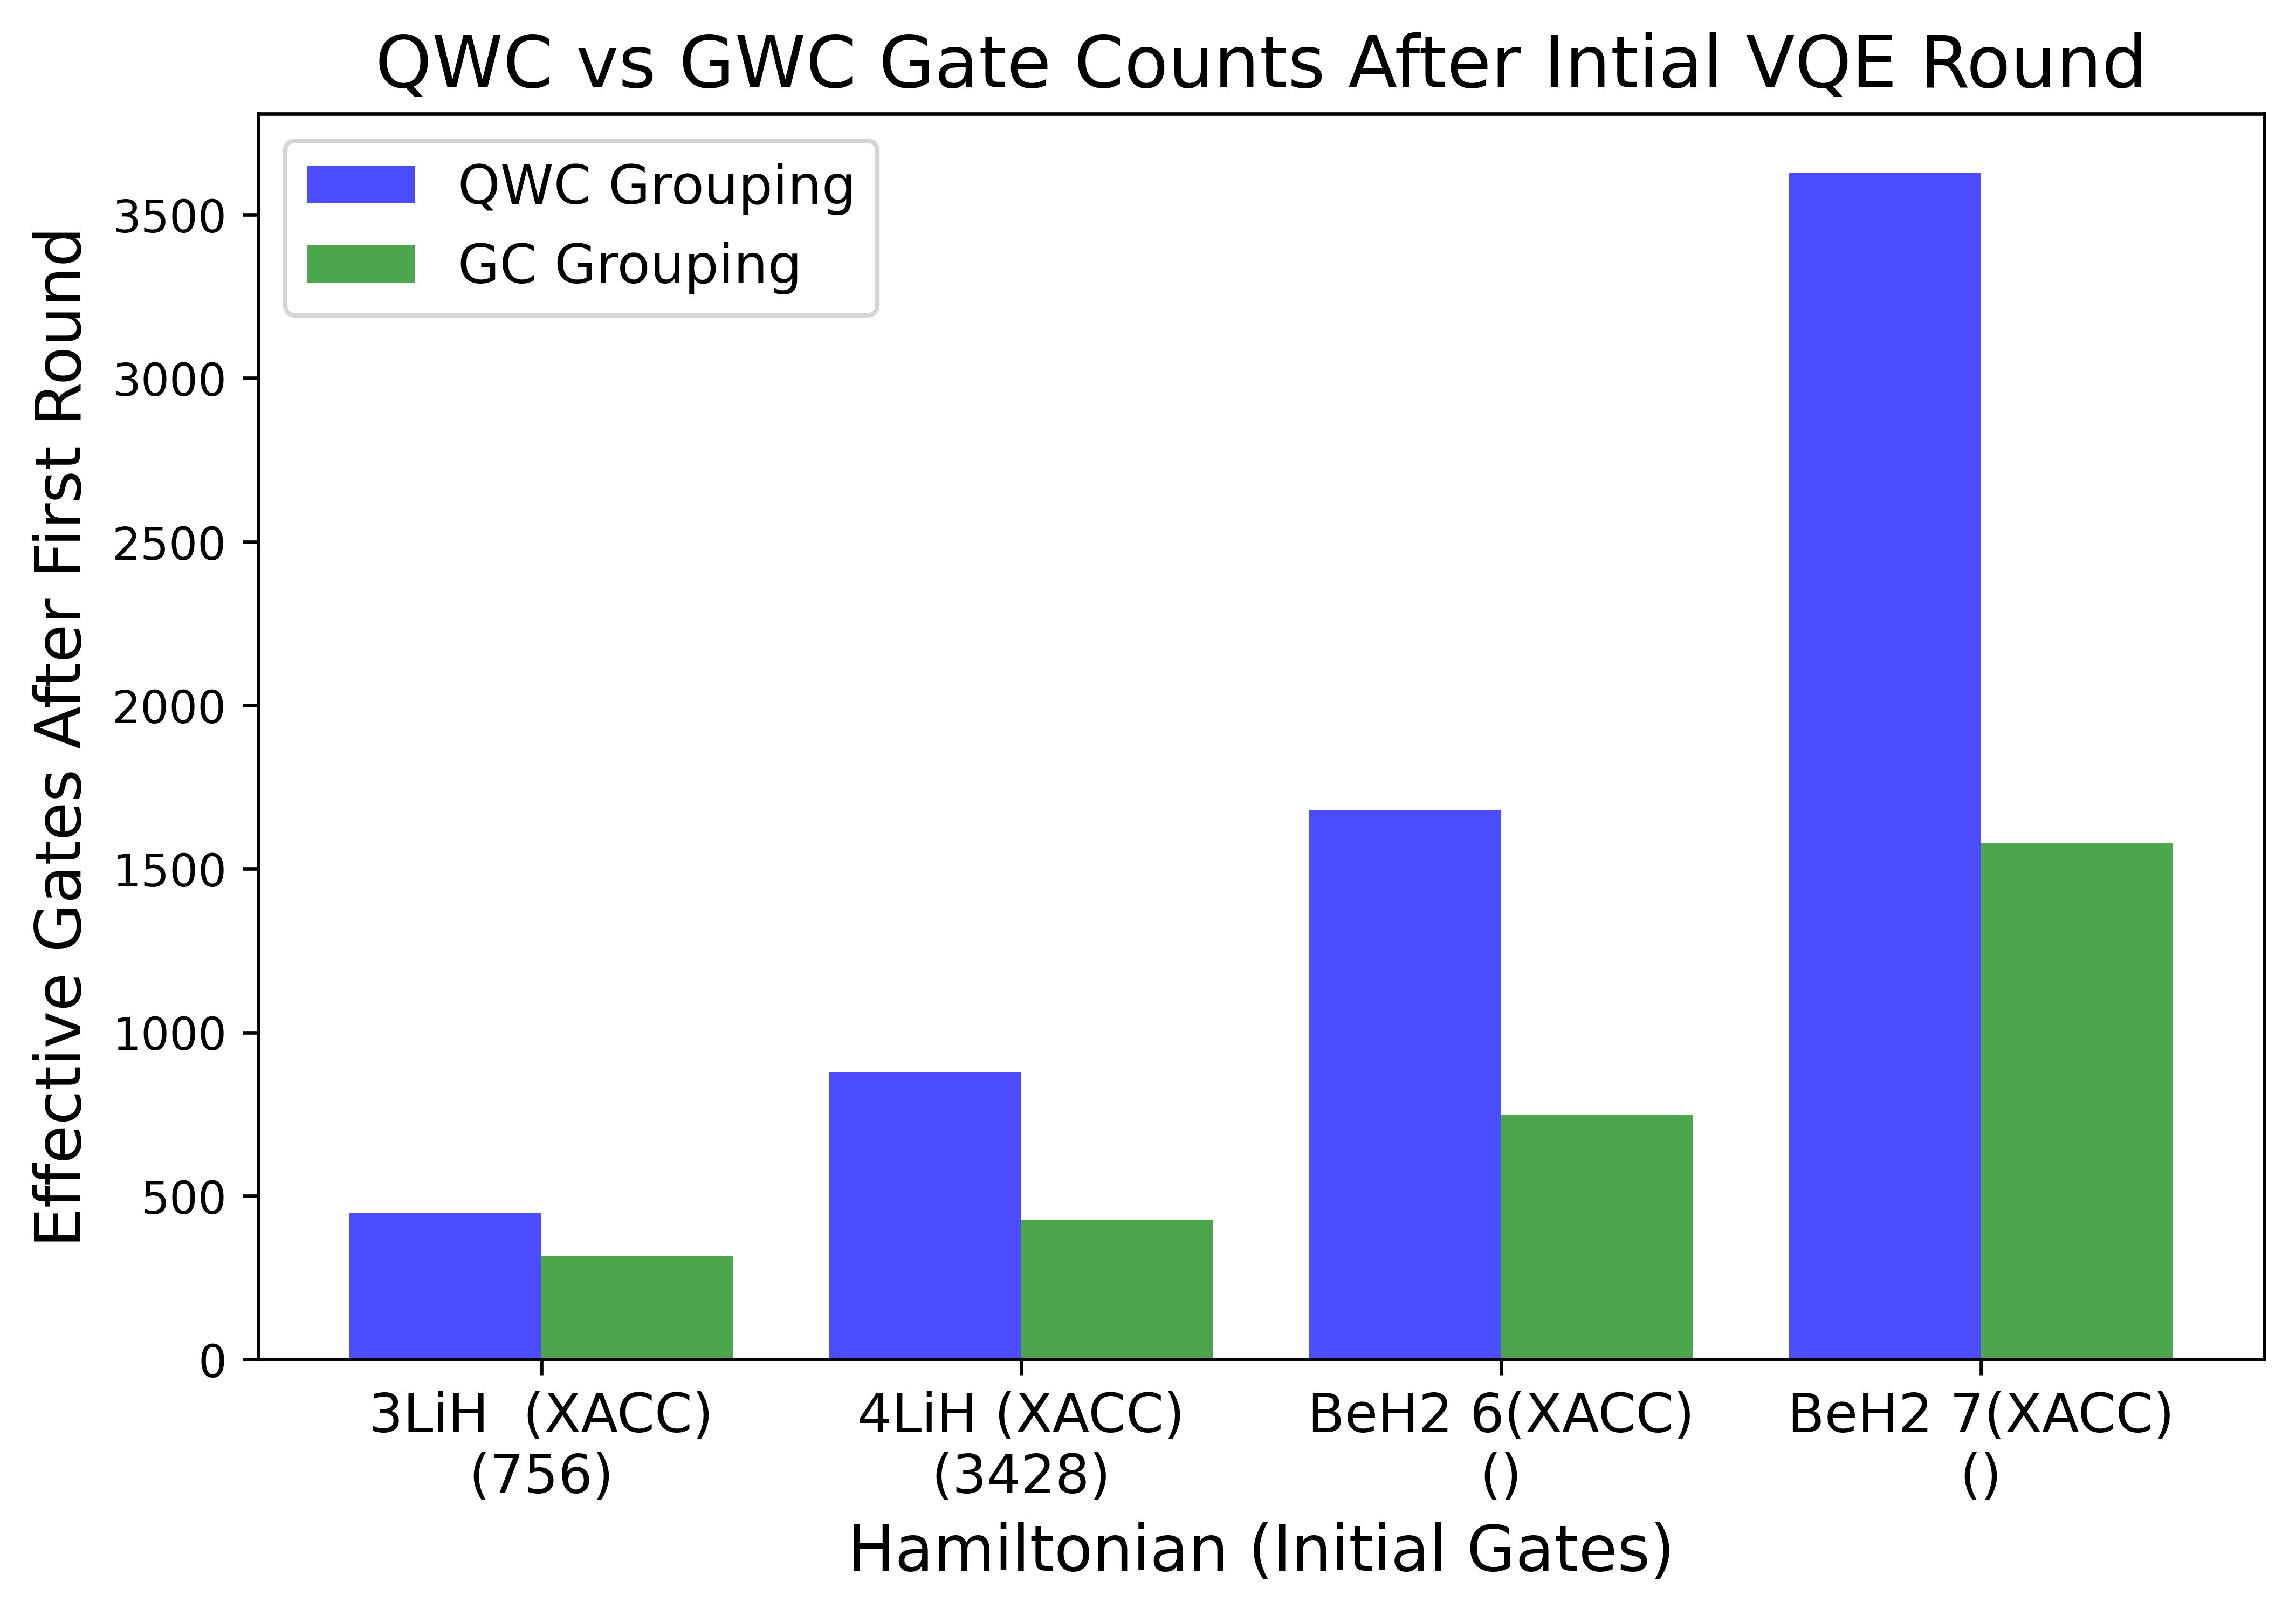 QWC vs GWC Gate Counts After Intial VQE Round
QWC Grouping
GC Grouping
Effective Gates After First Round
3500
3000
2500
2000
1500
1000
500
0
3LiH  (XACC)
(756)
4LiH (XACC)
(3428)
BeH2 6(XACC)
()
BeH2 7(XACC)
()
Hamiltonian (Initial Gates)